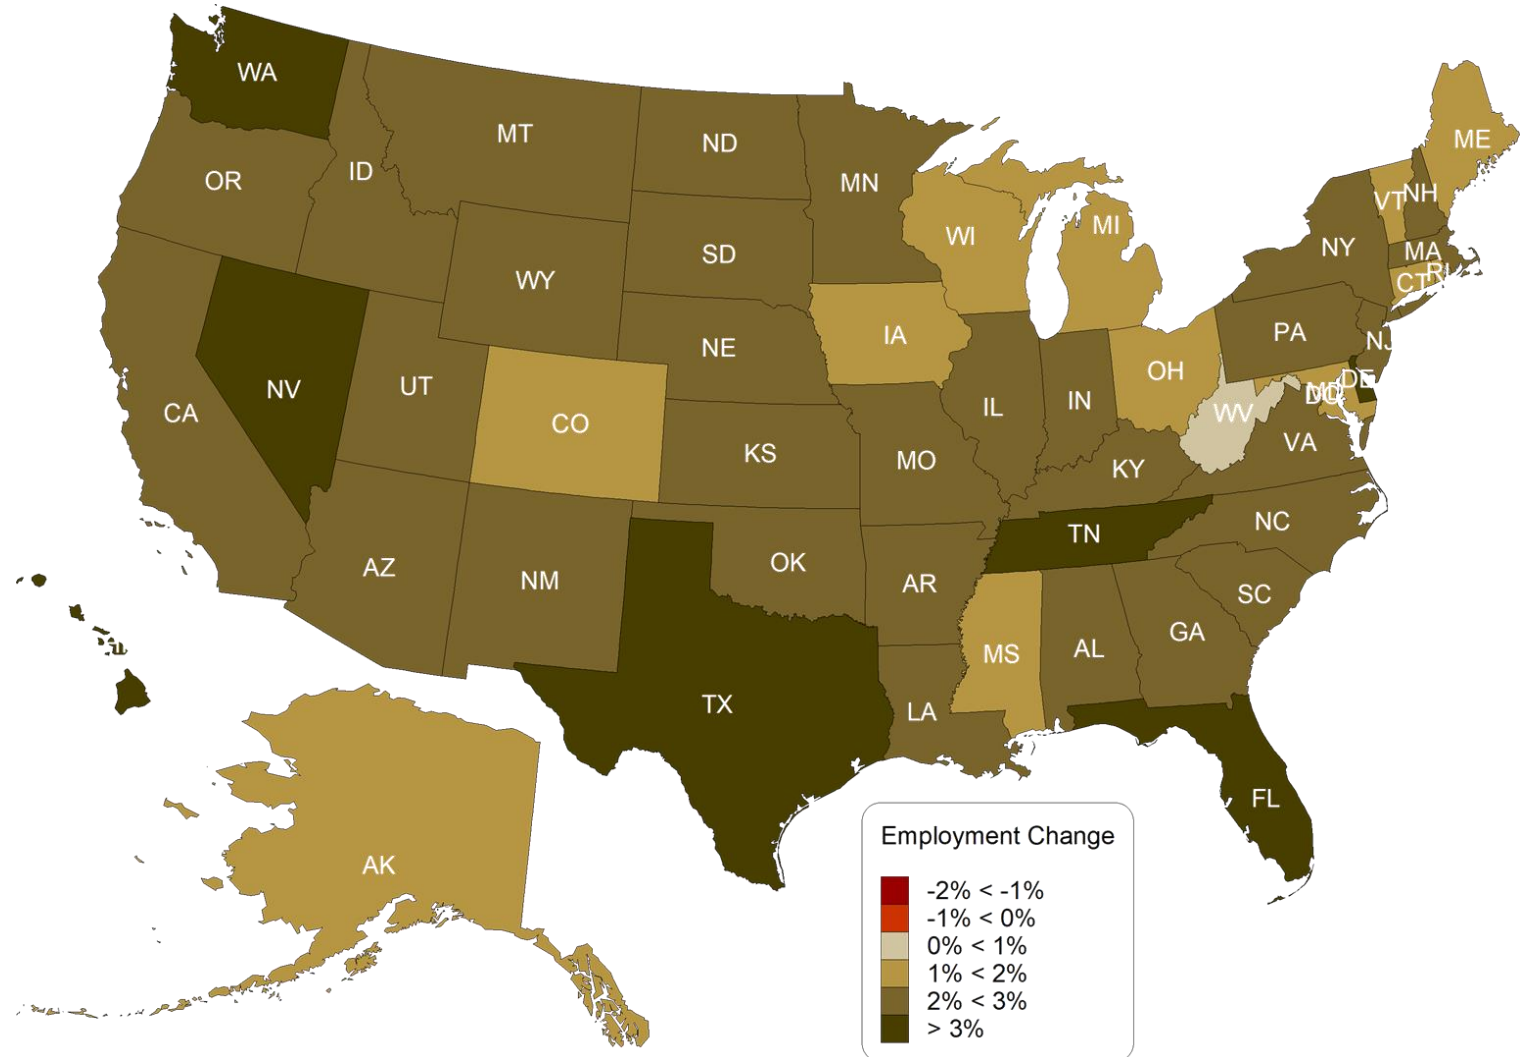 WA
MT
ND
ME
ID
OR
MN
VT
NH
WI
MI
NY
MA
SD
RI
CT
WY
IA
PA
NJ
NE
OH
DE
UT
NV
MD
DC
IN
IL
CA
WV
CO
VA
KS
MO
KY
NC
TN
OK
AZ
NM
AR
SC
GA
AL
MS
TX
LA
FL
AK
Employment Change
-2% < -1%
-1% < 0%
0% < 1%
1% < 2%
2% < 3%
> 3%